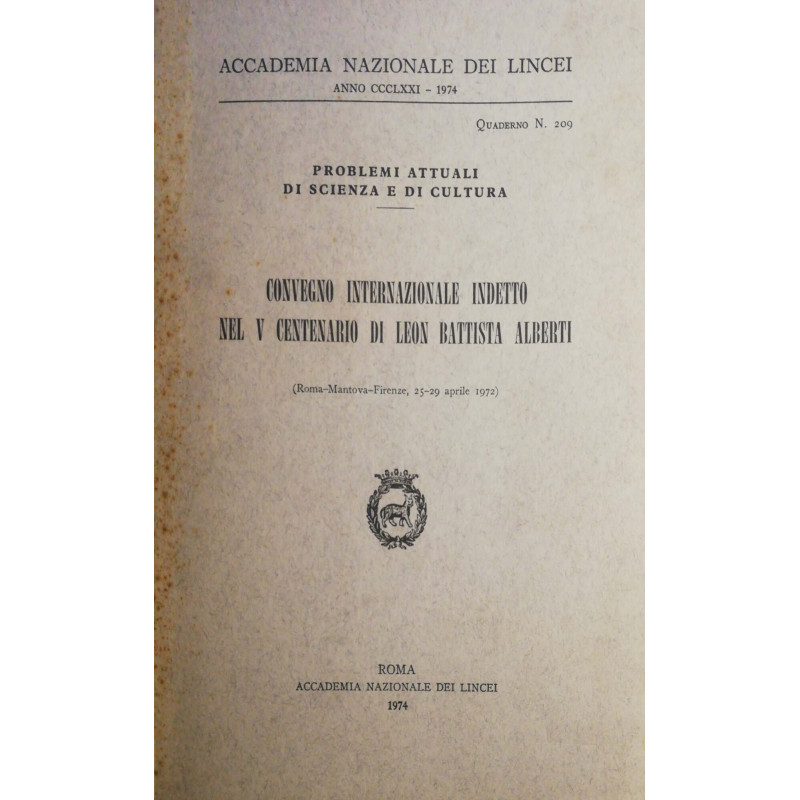 ACCADEMIA NAZIONALE DEI LINCEI
ANNO CCCLXXI – 1974
QUADERNO N. 209
PROBLEMI ATTUALI
DI SCIENZA E DI CULTURA
CONVEGNO INTERNAZIONALE INDETTO
NEL V CENTENARIO DI LEON BATTISTA ALBERTI
(Roma–Mantova–Firenze, 25–29 aprile 1972)
ROMA
ACCADEMIA NAZIONALE DEI LINCEI
1974